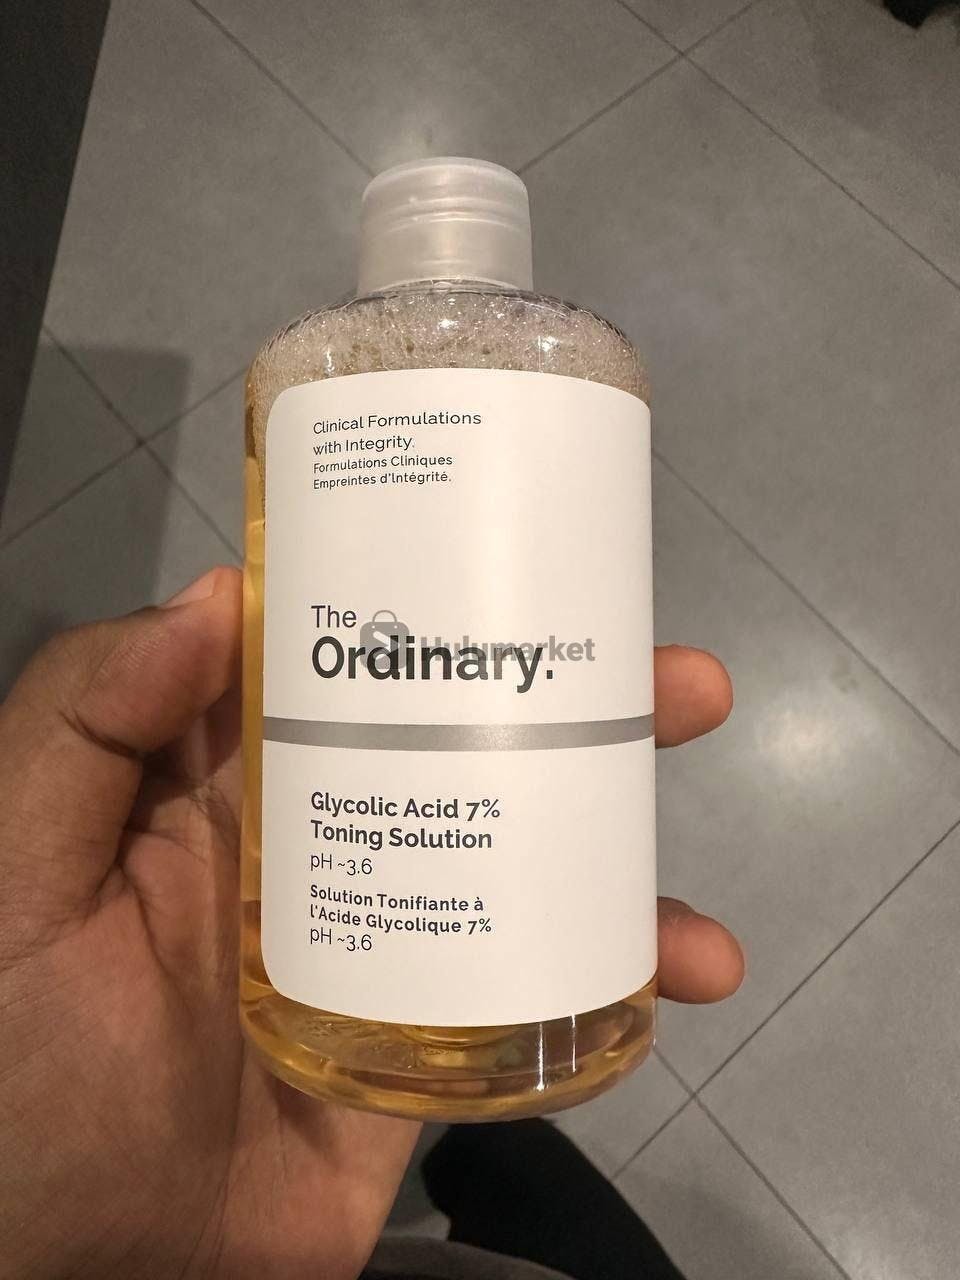 Clinical Formulations
with Integrity.
Formulations Cliniques
Empreintes d'Intégrité.
The
Ordinary.
Hulumarket
Glycolic Acid 7%
Toning Solution
pH ~3.6
Solution Tonifiante à
l'Acide Glycolique 7%
pH ~3.6